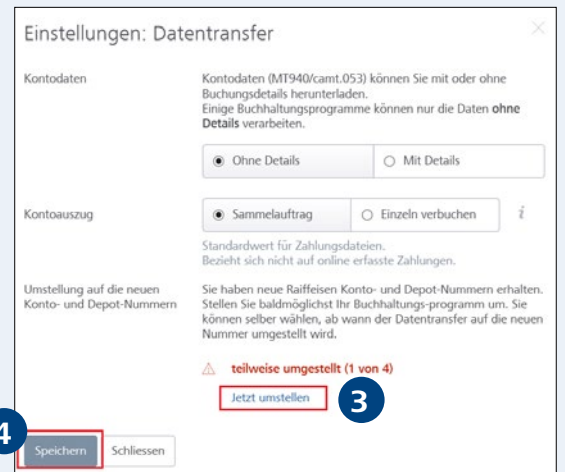 Einstellungen: Datentransfer
Kontodaten
Kontodaten (MT940/camt.053) können Sie mit oder ohne
Buchungsdetails herunterladen.
Einige Buchhaltungsprogramme können nur die Daten ohne
Details verarbeiten.
Ohne Details
Mit Details
Kontoauszug
Sammelauftrag
Einzeln verbuchen
i
Standardwert für Zahlungsdateien.
Bezieht sich nicht auf online erfasste Zahlungen.
Umstellung auf die neuen
Konto- und Depot-Nummern
Sie haben neue Raiffeisen Konto- und Depot-Nummern erhalten.
Stellen Sie baldmöglichst Ihr Buchhaltungs-programm um. Sie
können selber wählen, ab wann der Datentransfer auf die neuen
Nummer umgestellt wird.
teilweise umgestellt (1 von 4)
Jetzt umstellen
3
4
Speichern
Schliessen